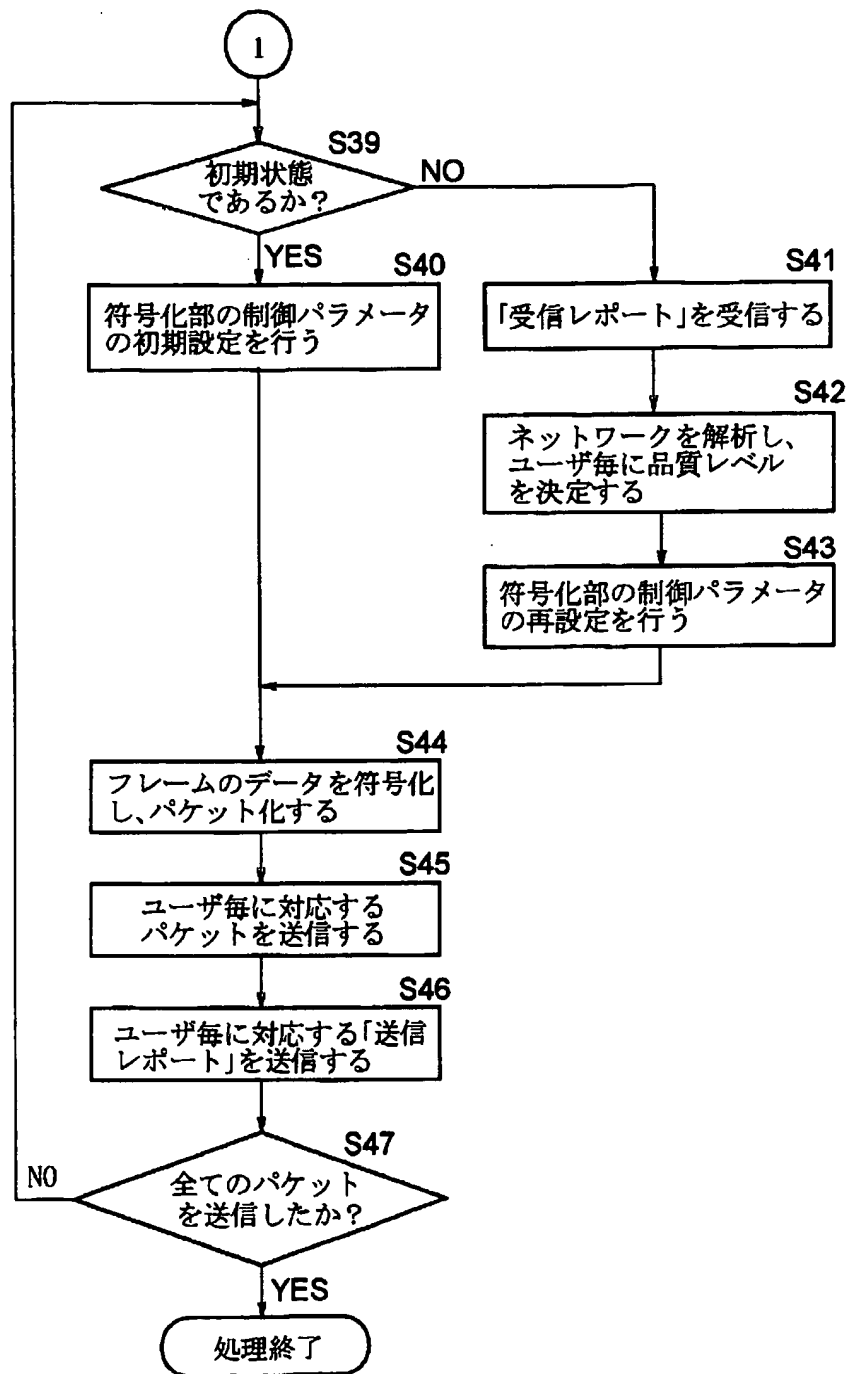 1
S39
初期状態
であるか?
NO
YES
S40
符号化部の制御パラメータ
の初期設定を行う
S41
「受信レポート」を受信する
S42
ネットワークを解析し、
ユーザ毎に品質レベル
を決定する
S43
符号化部の制御パラメータ
の再設定を行う
S44
フレームのデータを符号化
し、パケット化する
S45
ユーザ毎に対応する
パケットを送信する
S46
ユーザ毎に対応する「送信
レポート」を送信する
S47
NO
全てのパケット
を送信したか?
YES
処理終了